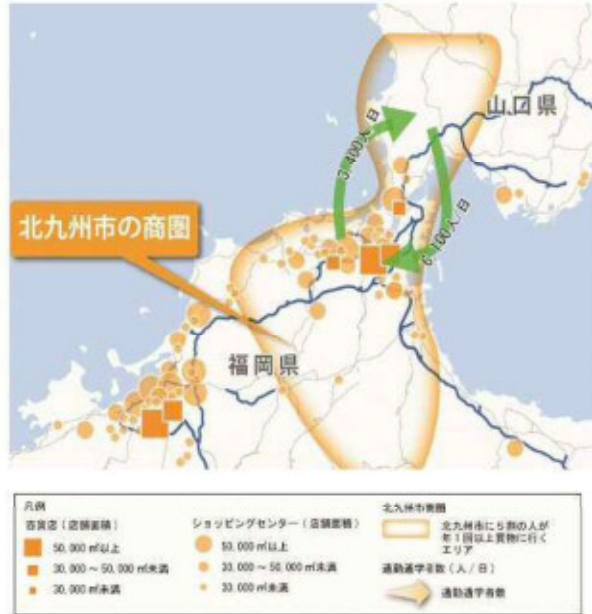 山口県
3,400人/日
6,100人/日
北九州市の商圏
福岡県
凡例
百貨店(店舗面積)
50,000㎡以上
30,000~50,000㎡未満
30,000㎡未満
ショッピングセンター(店舗面積)
50,000㎡以上
30,000~50,000㎡未満
30,000㎡未満
北九州市商圏
北九州市に5割の人が
年1回以上買物に行く
エリア
通勤通学者数(人/日)
通勤通学者数